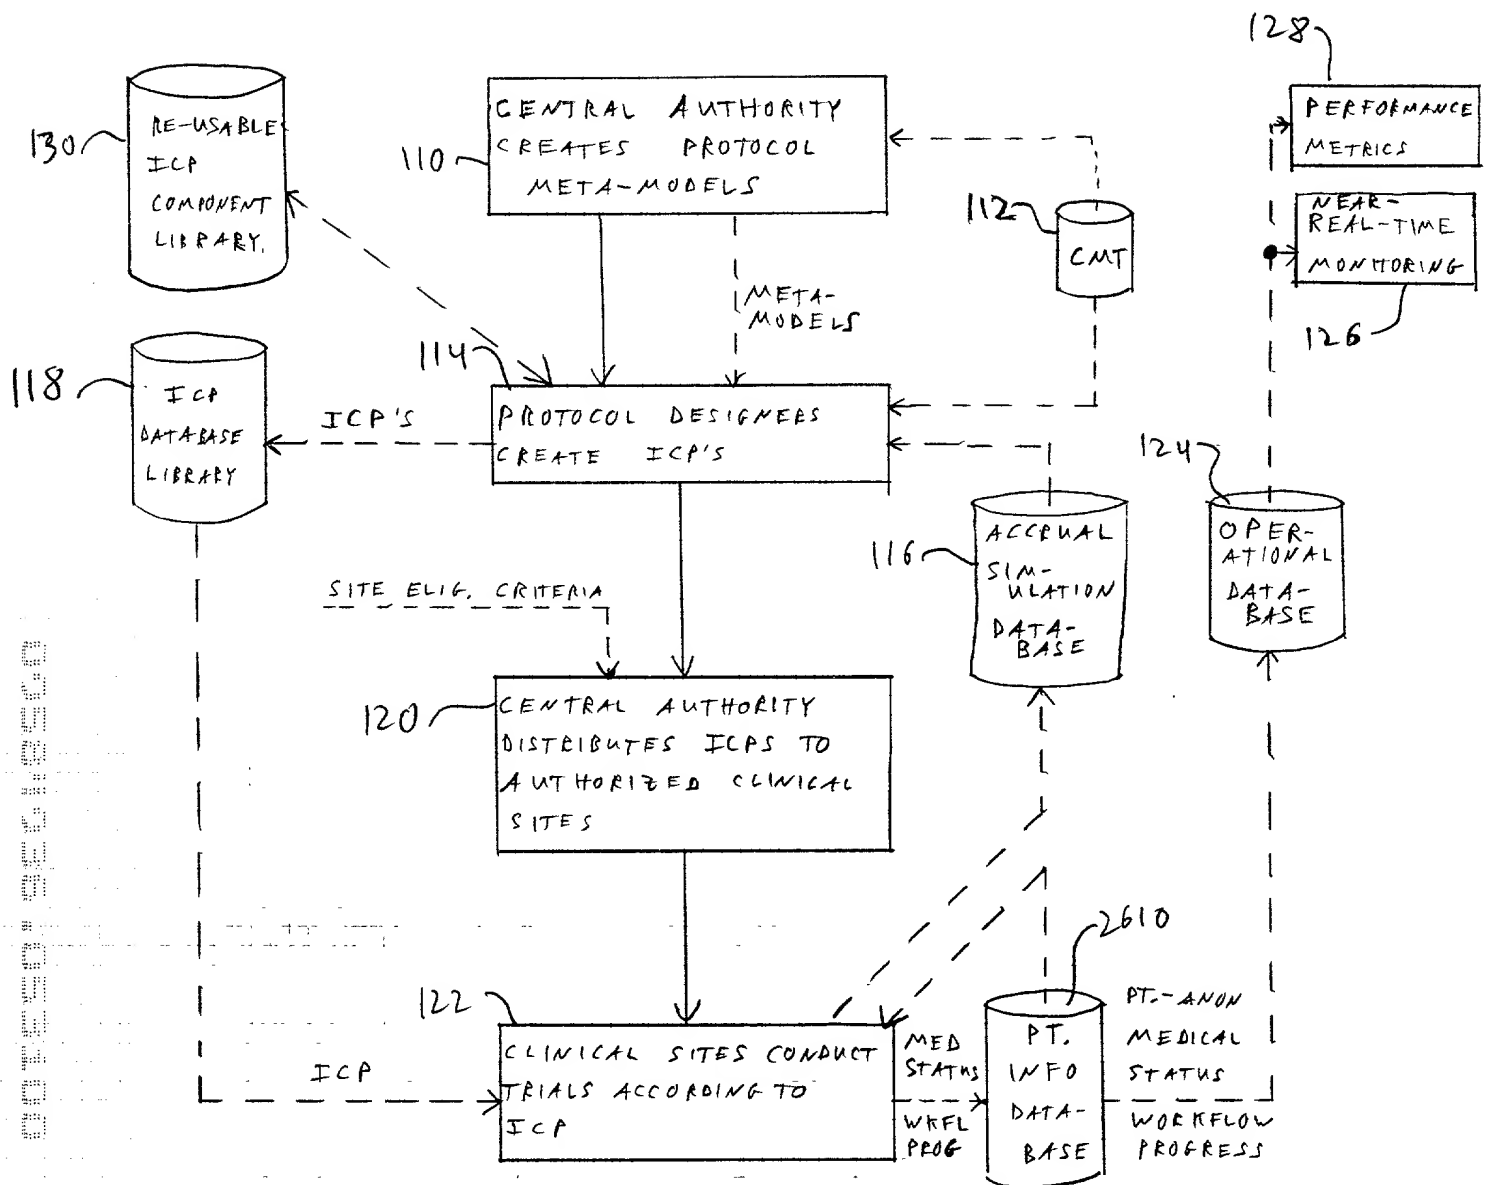 128
PERFORMANCE
METRICS
130
RE-USABLE
ICP
COMPONENT
LIBRARY.
110
CENTRAL AUTHORITY
CREATES PROTOCOL
META-MODELS
112
CMT
NEAR-
REAL-TIME
MONITORING
126
META-
MODELS
118
ICP
DATABASE
LIBRARY
ICP'S
114
PROTOCOL DESIGNERS
CREATE ICP'S
124
OPER-
ATIONAL
DATA-
BASE
116
ACCRUAL
SIM-
ULATION
DATA-
BASE
SITE ELIG. CRITERIA
120
CENTRAL AUTHORITY
DISTRIBUTES ICPS TO
AUTHORIZED CLINICAL
SITES
2610
122
CLINICAL SITES CONDUCT
TRIALS ACCORDING TO
ICP
ICP
MED
STATUS
WKFL
PROG
PT.
INFO
DATA-
BASE
PT.-ANON
MEDICAL
STATUS
WORKFLOW
PROGRESS